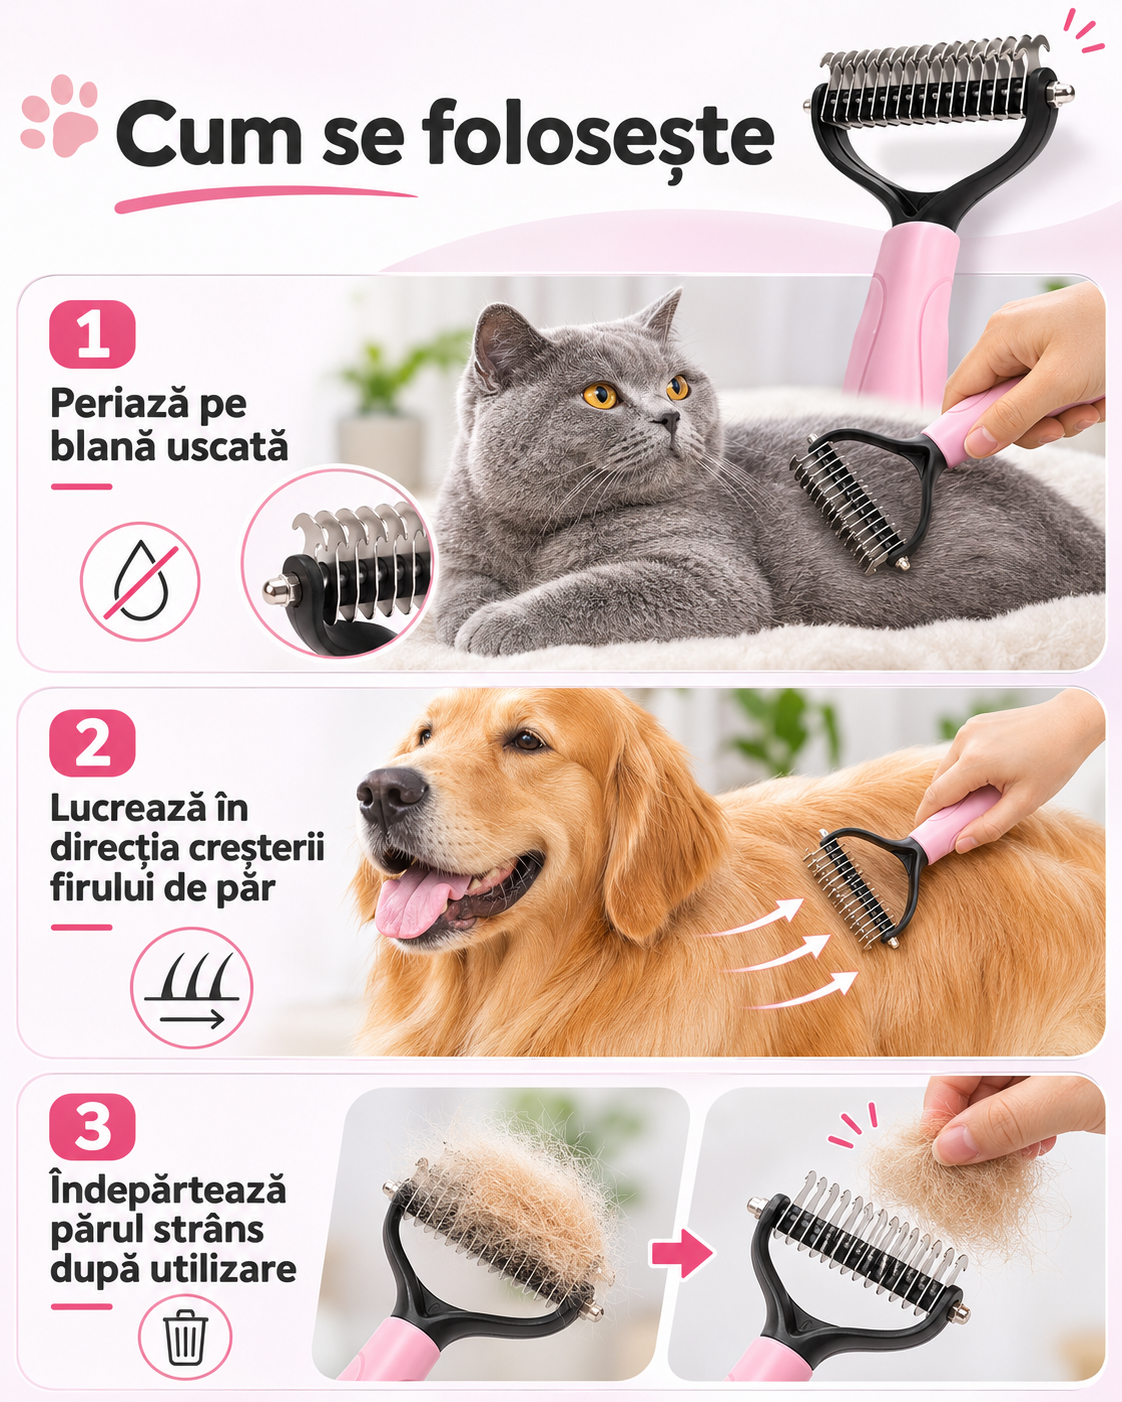 Cum se folosește
1
Periază pe
blană uscată
2
Lucrează în
direcția creșterii
firului de păr
3
Îndepărtează
părul strâns
după utilizare